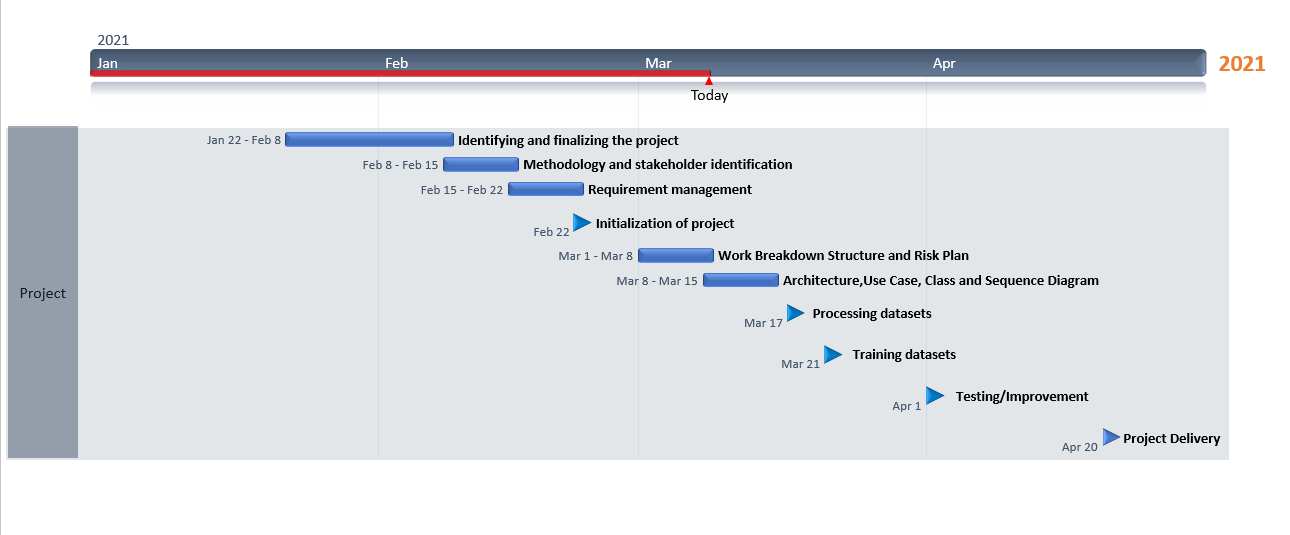 2021
Jan Feb Mar Apr 2021
Today
Project
Jan 22 - Feb 8 Identifying and finalizing the project
Feb 8 - Feb 15 Methodology and stakeholder identification
Feb 15 - Feb 22 Requirement management
Feb 22 Initialization of project
Mar 1 - Mar 8 Work Breakdown Structure and Risk Plan
Mar 8 - Mar 15 Architecture,Use Case, Class and Sequence Diagram
Mar 17 Processing datasets
Mar 21 Training datasets
Apr 1 Testing/Improvement
Apr 20 Project Delivery